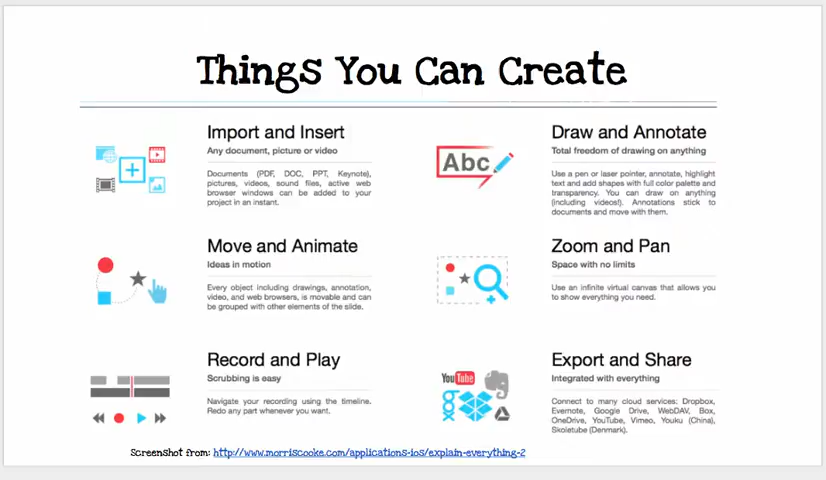 Things You Can Create
Import and Insert
Any document, picture or video
Documents (PDF, DOC, PPT, Keynote),
pictures, videos, sound files, active web
browser windows can be added to your
project in an instant.
Abc
Draw and Annotate
Total freedom of drawing on anything
Use a pen or laser pointer, annotate, highlight
text and add shapes with full color palette and
transparency. You can draw on anything
(including videos!). Annotations stick to
documents and move with them.
Move and Animate
Ideas in motion
Every object including drawings, annotation,
video, and web browsers, is movable and can
be grouped with other elements of the slide.
Zoom and Pan
Space with no limits
Use an infinite virtual canvas that allows you
to show everything you need.
Record and Play
Scrubbing is easy
Navigate your recording using the timeline.
Redo any part whenever you want.
YouTube
box
Export and Share
Integrated with everything
Connect to many cloud services: Dropbox,
Evernote, Google Drive, WebDAV, Box,
OneDrive, YouTube, Vimeo, Youku (China),
Skoletube (Denmark).
Screenshot from: http://www.morriscooke.com/applications-ios/explain-everything-2